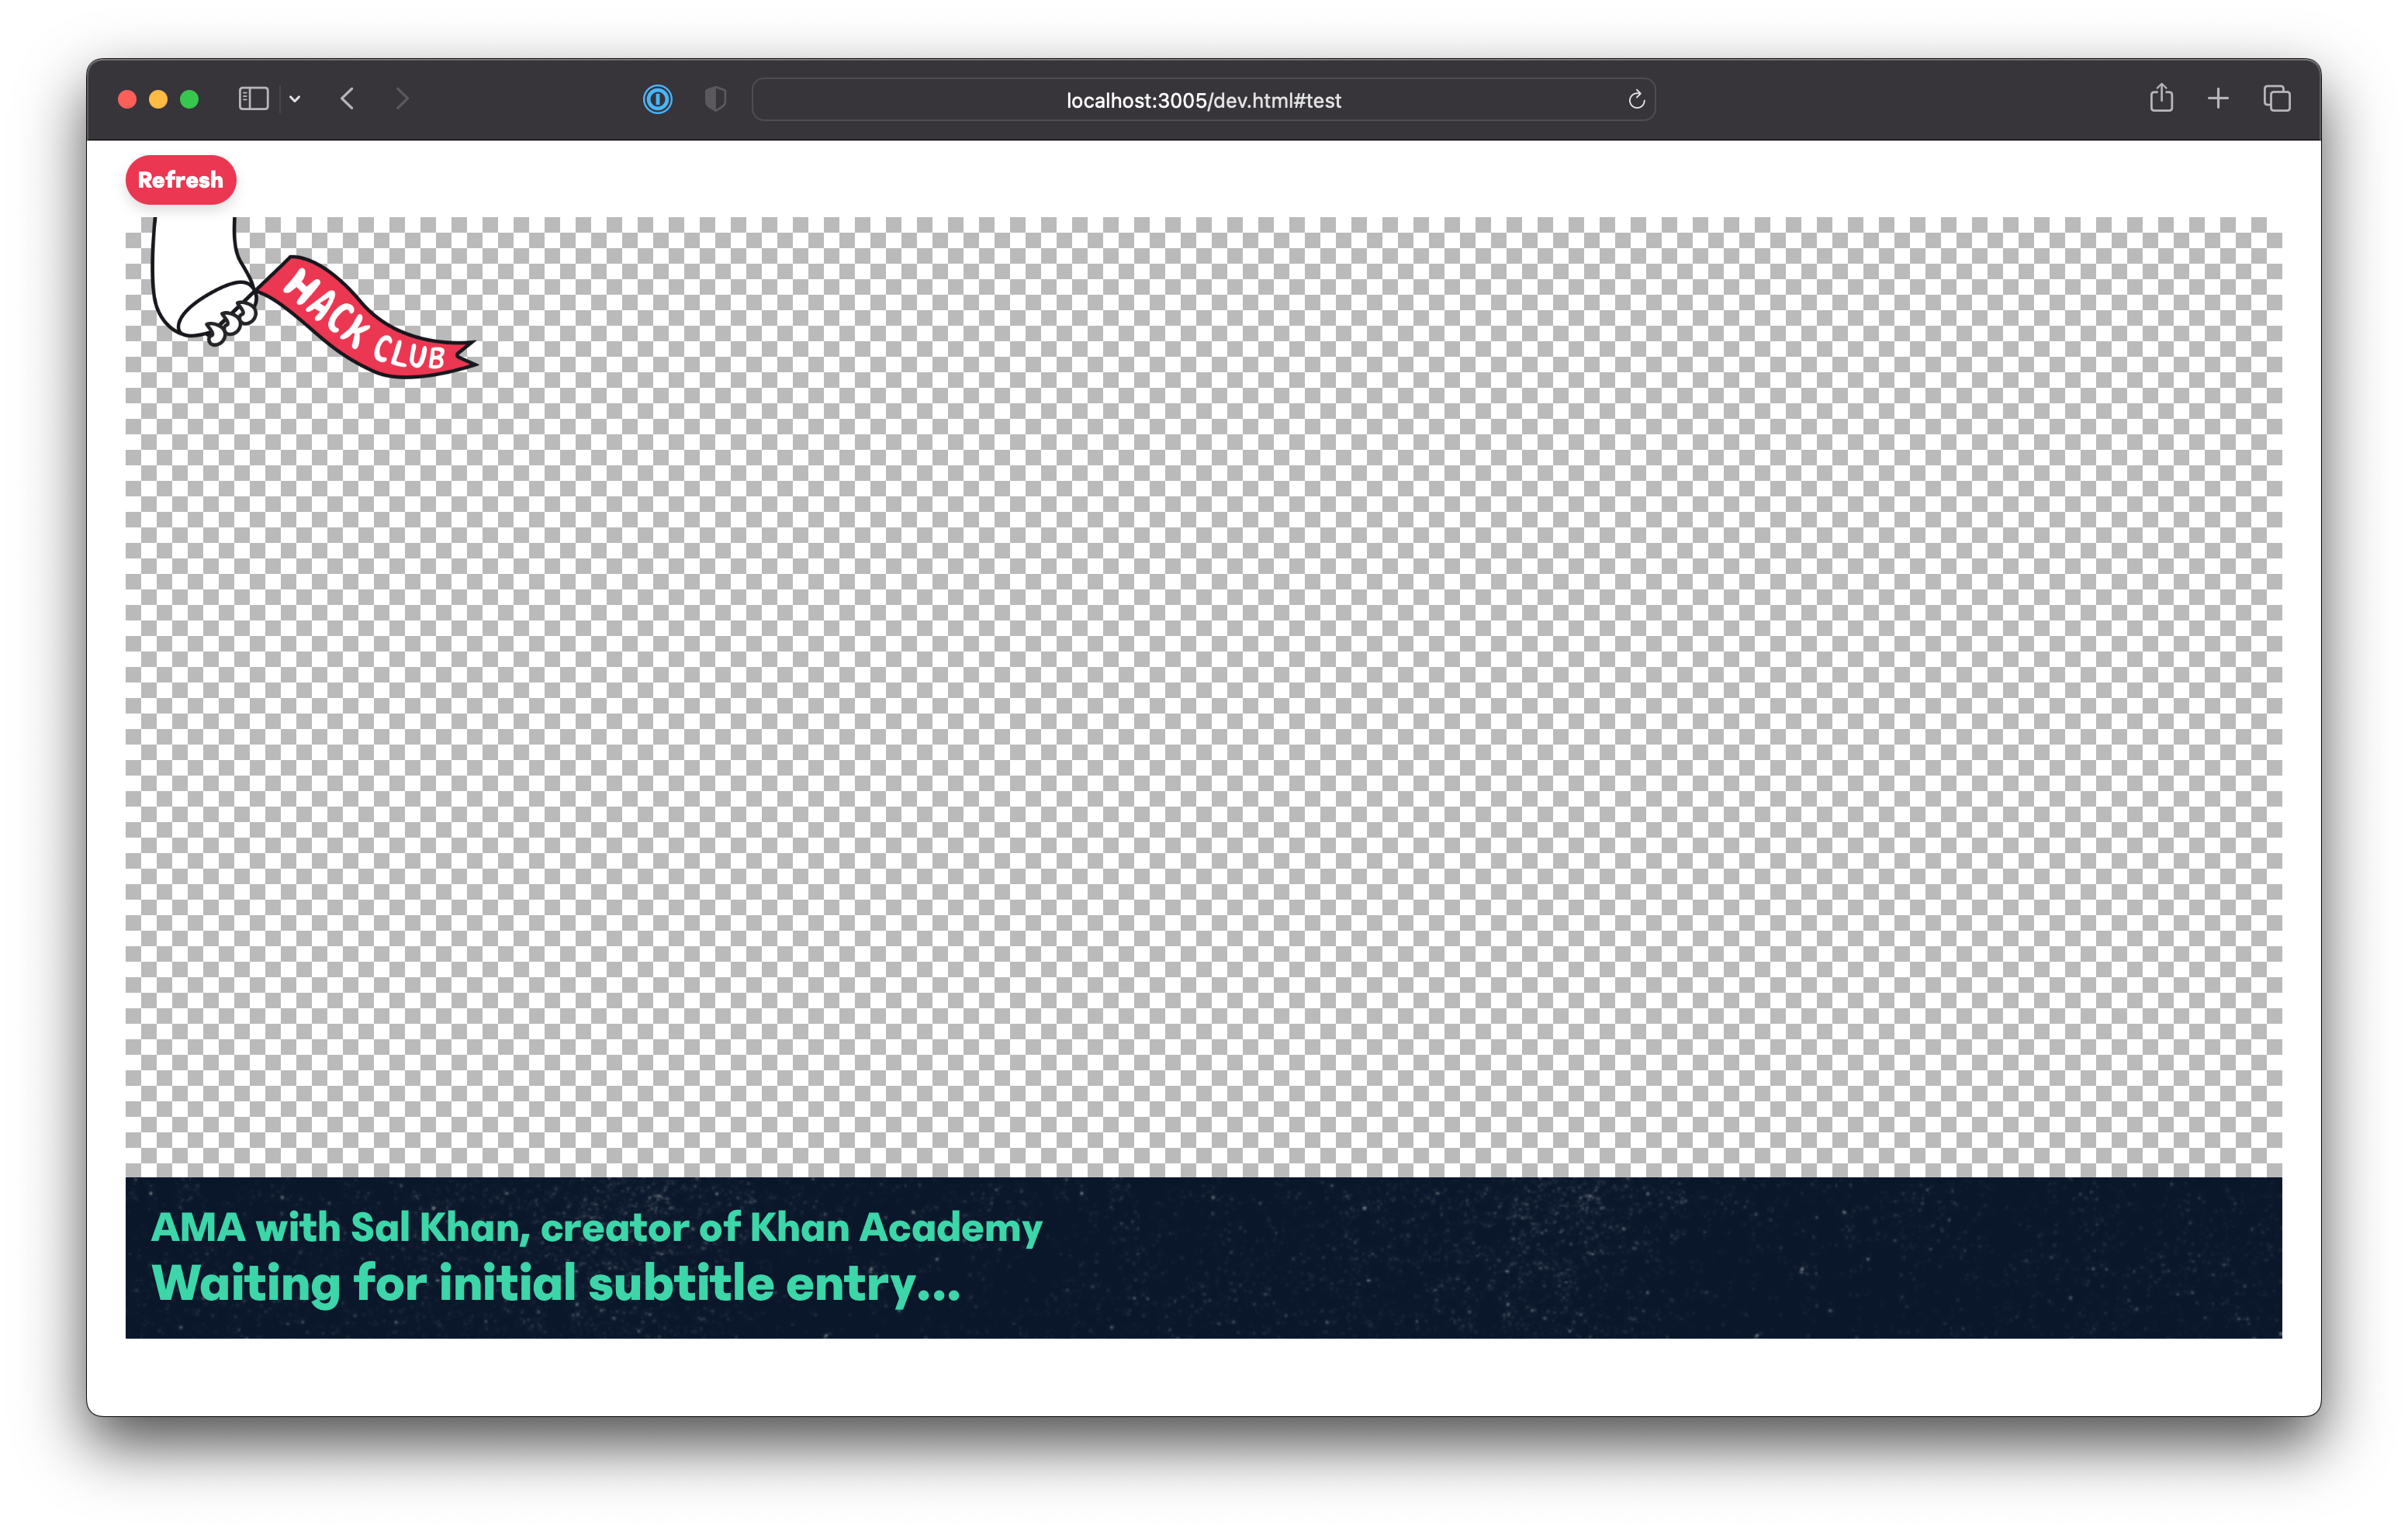 localhost:3005/dev.html#test
Refresh
HACK CLUB
AMA with Sal Khan, creator of Khan Academy
Waiting for initial subtitle entry...